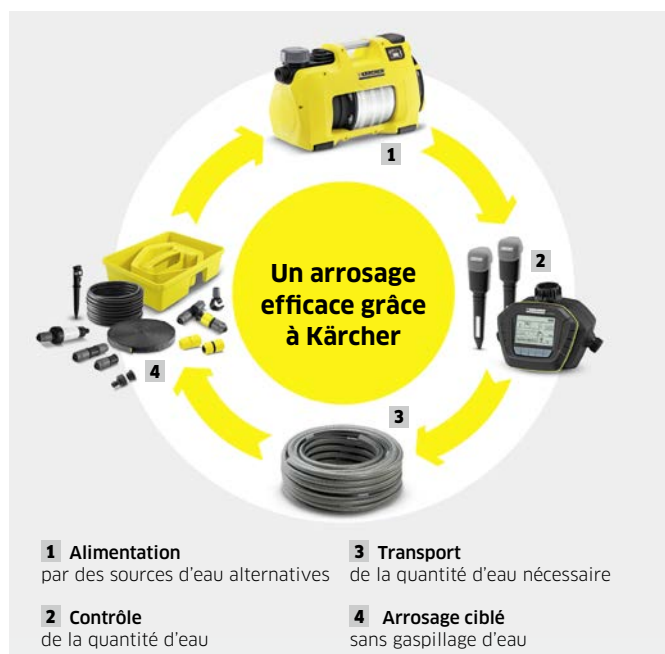 KÄRCHER
1
2
Un arrosage
efficace grâce
à Kärcher
4
3
1 Alimentation
par des sources d'eau alternatives
2 Contrôle
de la quantité d'eau
3 Transport
de la quantité d'eau nécessaire
4 Arrosage ciblé
sans gaspillage d'eau